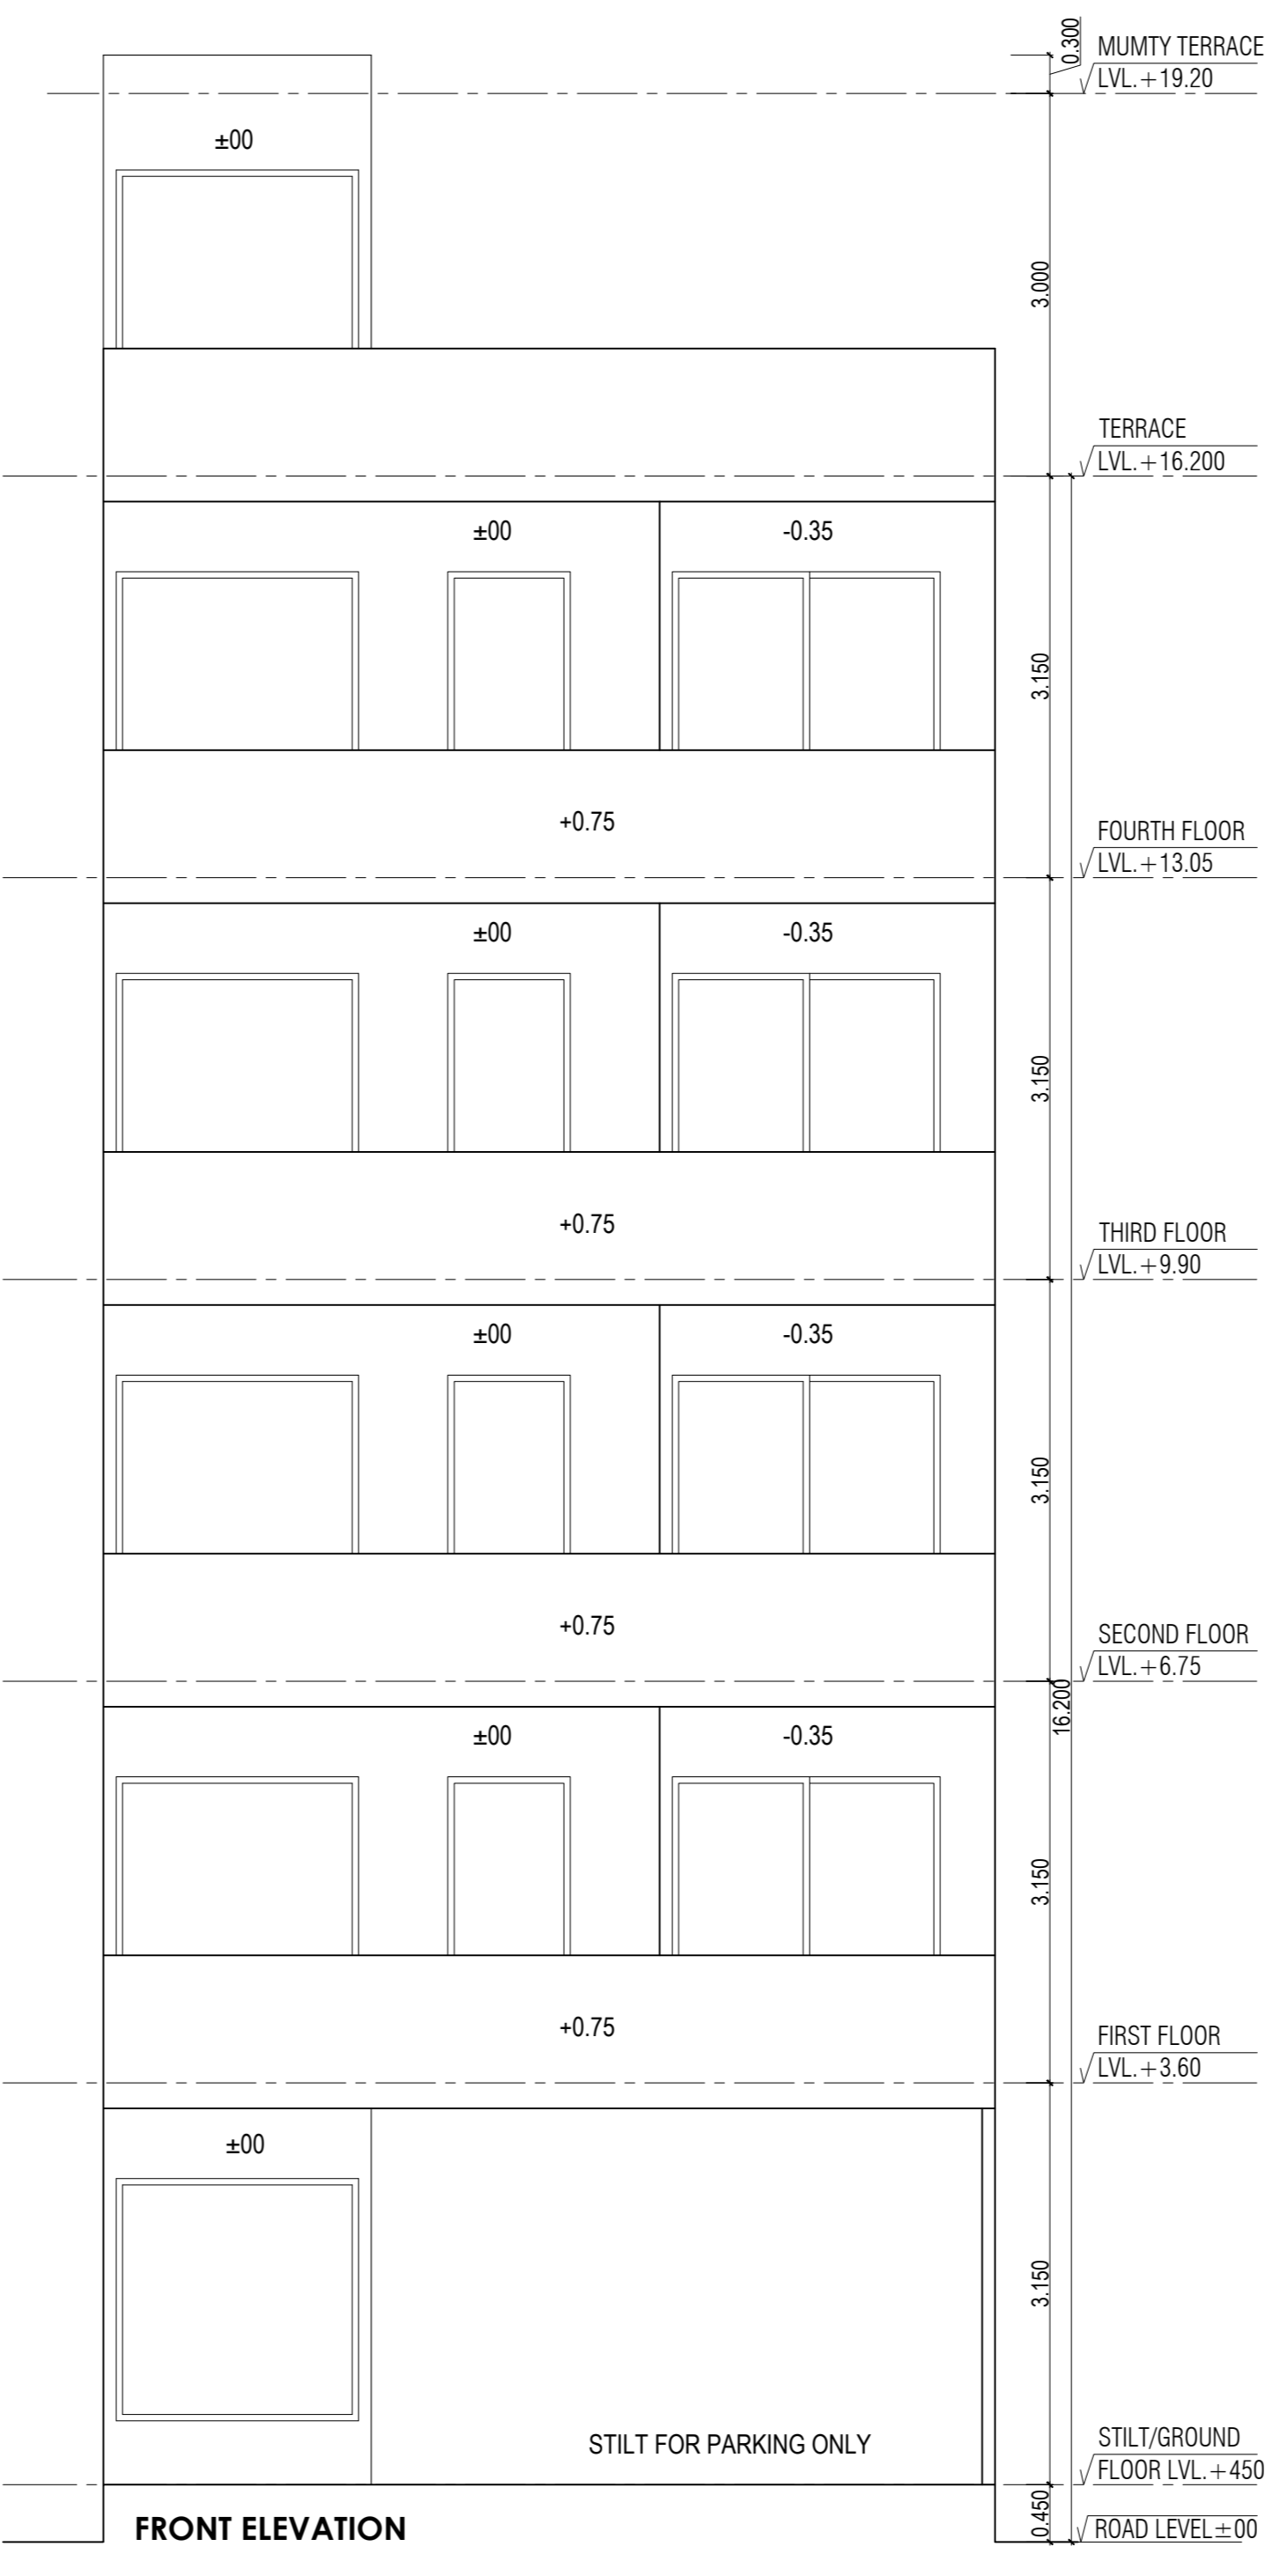 0.300
MUMTY TERRACE
LVL.+19.20
±00
3.000
TERRACE
LVL.+16.200
±00
-0.35
3.150
+0.75
FOURTH FLOOR
LVL.+13.05
±00
-0.35
3.150
+0.75
THIRD FLOOR
LVL.+9.90
±00
-0.35
3.150
+0.75
SECOND FLOOR
LVL.+6.75
16.200
±00
-0.35
3.150
+0.75
FIRST FLOOR
LVL.+3.60
±00
3.150
STILT FOR PARKING ONLY
STILT/GROUND
FLOOR LVL.+450
0.450
FRONT ELEVATION
ROAD LEVEL±00